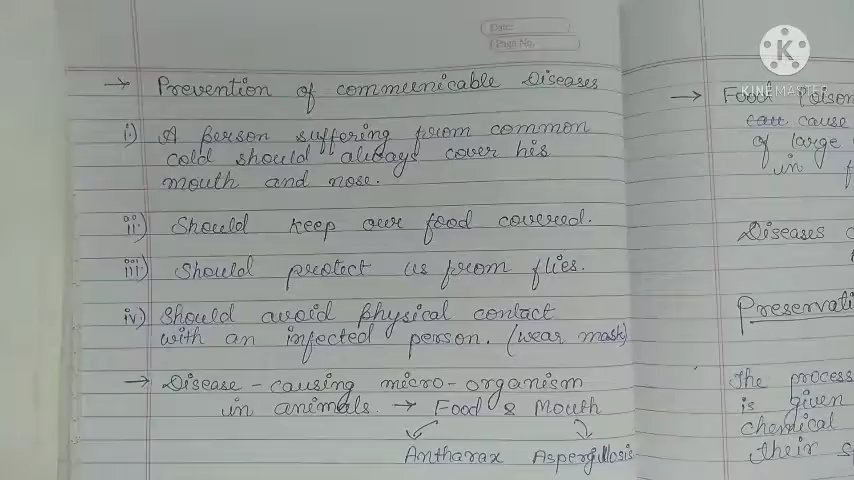 Date:
Page No.
K
KINEMASTER
→ Prevention of communicable Diseases
i) A person suffering from common
cold should always cover his
mouth and nose.
ii) Should keep our food covered.
iii) Should protect us from flies.
iv) Should avoid physical contact
with an infected person. (wear mask)
→ Disease-causing micro-organism
in animals. → Food & Mouth
Antharax Aspergillosis
→ Food Poison
cause
of large
in f
Diseases c
Preservati
The process
is given
chemical
their s